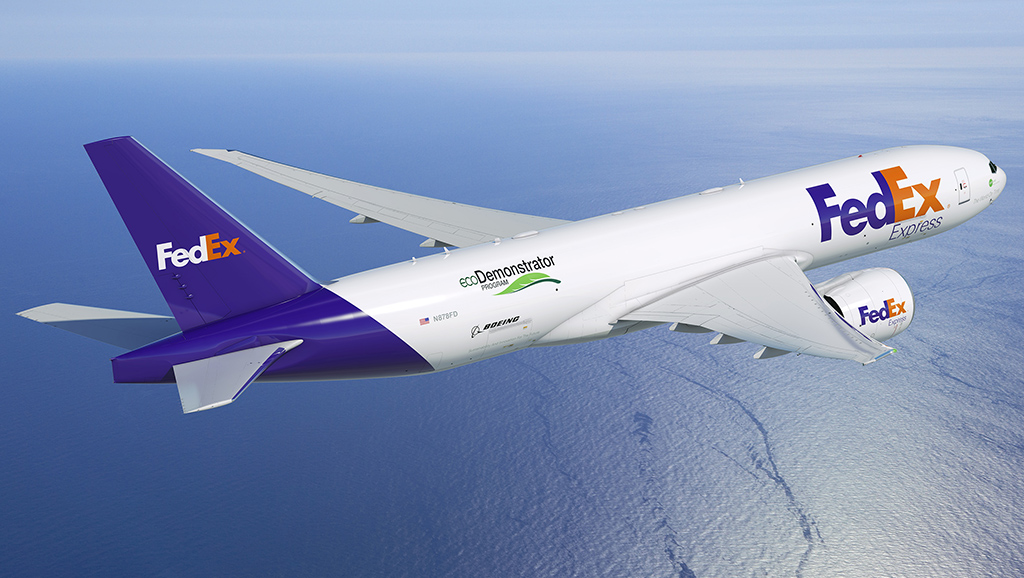 FedEx
ecoDemonstrator
PROGRAM
N878FD
BOEING
FedEx
Express
FedEx
Express